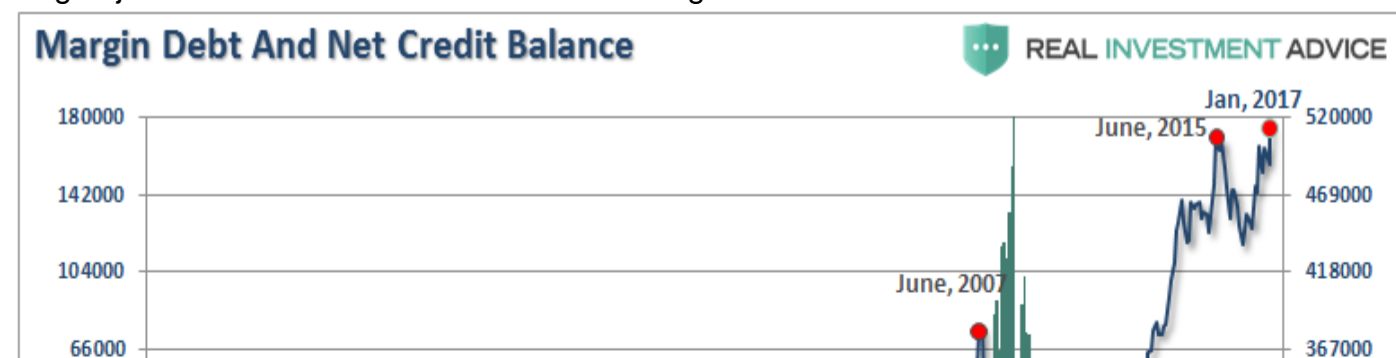 Margin Debt And Net Credit Balance
REAL INVESTMENT ADVICE
Jan, 2017
180000
520000
June, 2015
142000
469000
104000
418000
June, 2007
66000
367000